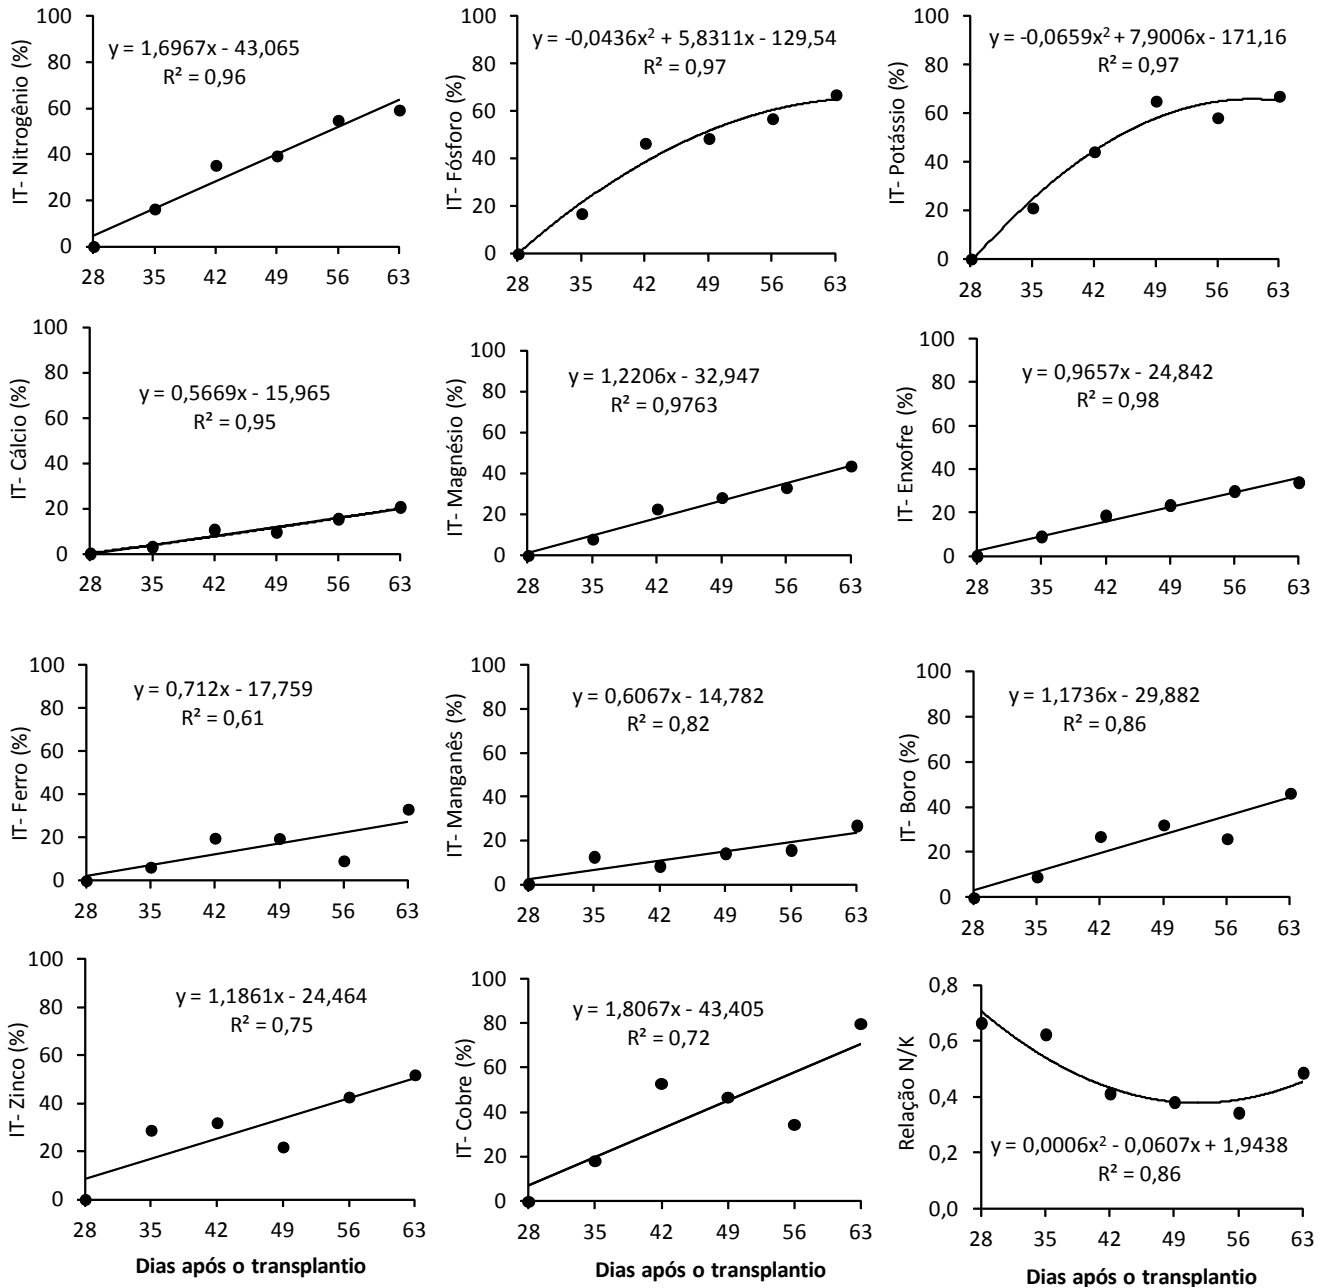 IT- Nitrogênio (%)
100
80
60
40
20
0
y = 1,6967x - 43,065
R² = 0,96
28 35 42 49 56 63
IT- Fósforo (%)
100
80
60
40
20
0
y = -0,0436x² + 5,8311x - 129,54
R² = 0,97
28 35 42 49 56 63
IT- Potássio (%)
100
80
60
40
20
0
y = -0,0659x² + 7,9006x - 171,16
R² = 0,97
28 35 42 49 56 63
IT- Cálcio (%)
100
80
60
40
20
0
y = 0,5669x - 15,965
R² = 0,95
28 35 42 49 56 63
IT- Magnésio (%)
100
80
60
40
20
0
y = 1,2206x - 32,947
R² = 0,9763
28 35 42 49 56 63
IT- Enxofre (%)
100
80
60
40
20
0
y = 0,9657x - 24,842
R² = 0,98
28 35 42 49 56 63
IT- Ferro (%)
100
80
60
40
20
0
y = 0,712x - 17,759
R² = 0,61
28 35 42 49 56 63
IT- Manganês (%)
100
80
60
40
20
0
y = 0,6067x - 14,782
R² = 0,82
28 35 42 49 56 63
IT- Boro (%)
100
80
60
40
20
0
y = 1,1736x - 29,882
R² = 0,86
28 35 42 49 56 63
IT- Zinco (%)
100
80
60
40
20
0
y = 1,1861x - 24,464
R² = 0,75
28 35 42 49 56 63
Dias após o transplantio
IT- Cobre (%)
100
80
60
40
20
0
y = 1,8067x - 43,405
R² = 0,72
28 35 42 49 56 63
Dias após o transplantio
Relação N/K
0,8
0,6
0,4
0,2
0,0
y = 0,0006x² - 0,0607x + 1,9438
R² = 0,86
28 35 42 49 56 63
Dias após o transplantio